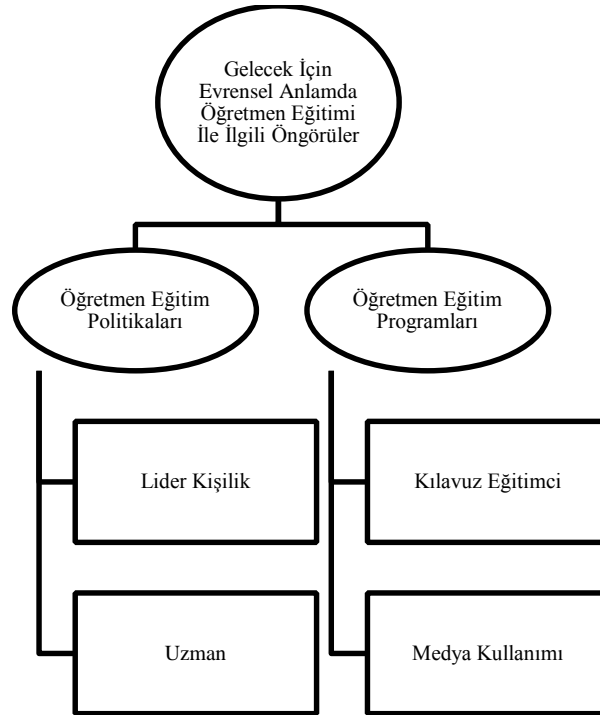 Gelecek İçin
Evrensel Anlamda
Öğretmen Eğitimi
İle İlgili Öngörüler
Öğretmen Eğitim
Politikaları
Öğretmen Eğitim
Programları
Lider Kişilik
Kılavuz Eğitimci
Uzman
Medya Kullanımı